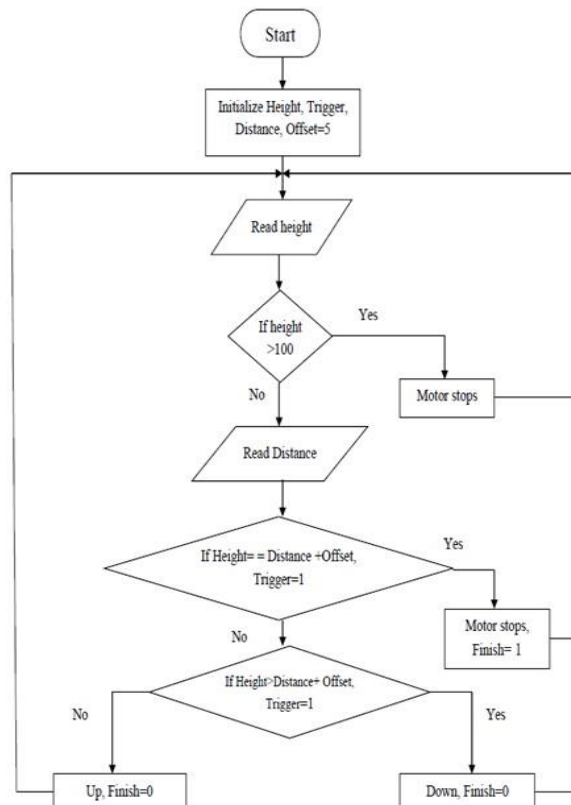 Start
Initialize Height, Trigger,
Distance, Offset=5
Read height
If height
>100
Yes
No
Motor stops
Read Distance
If Height= = Distance +Offset,
Trigger=1
Yes
No
Motor stops,
Finish= 1
If Height>Distance+ Offset,
Trigger=1
No
Yes
Up, Finish=0
Down, Finish=0